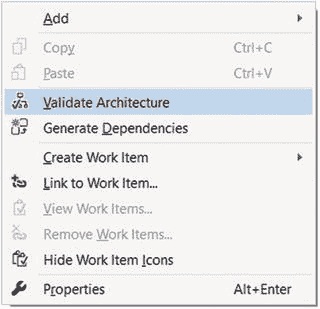 Add
Copy Ctrl+C
Paste Ctrl+V
Validate Architecture
Generate Dependencies
Create Work Item
Link to Work Item...
View Work Items...
Remove Work Items...
Hide Work Item Icons
Properties Alt+Enter